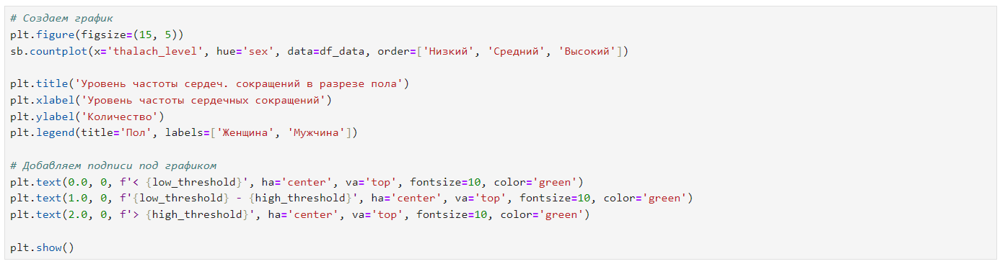 # Создаем график
plt.figure(figsize=(15, 5))
sb.countplot(x='thalach_level', hue='sex', data=df_data, order=['Низкий', 'Средний', 'Высокий'])
plt.title('Уровень частоты сердеч. сокращений в разрезе пола')
plt.xlabel('Уровень частоты сердечных сокращений')
plt.ylabel('Количество')
plt.legend(title='Пол', labels=['Женщина', 'Мужчина'])
# Добавляем подписи под графиком
plt.text(0.0, 0, f'< {low_threshold}', ha='center', va='top', fontsize=10, color='green')
plt.text(1.0, 0, f'{low_threshold} - {high_threshold}', ha='center', va='top', fontsize=10, color='green')
plt.text(2.0, 0, f'> {high_threshold}', ha='center', va='top', fontsize=10, color='green')
plt.show()